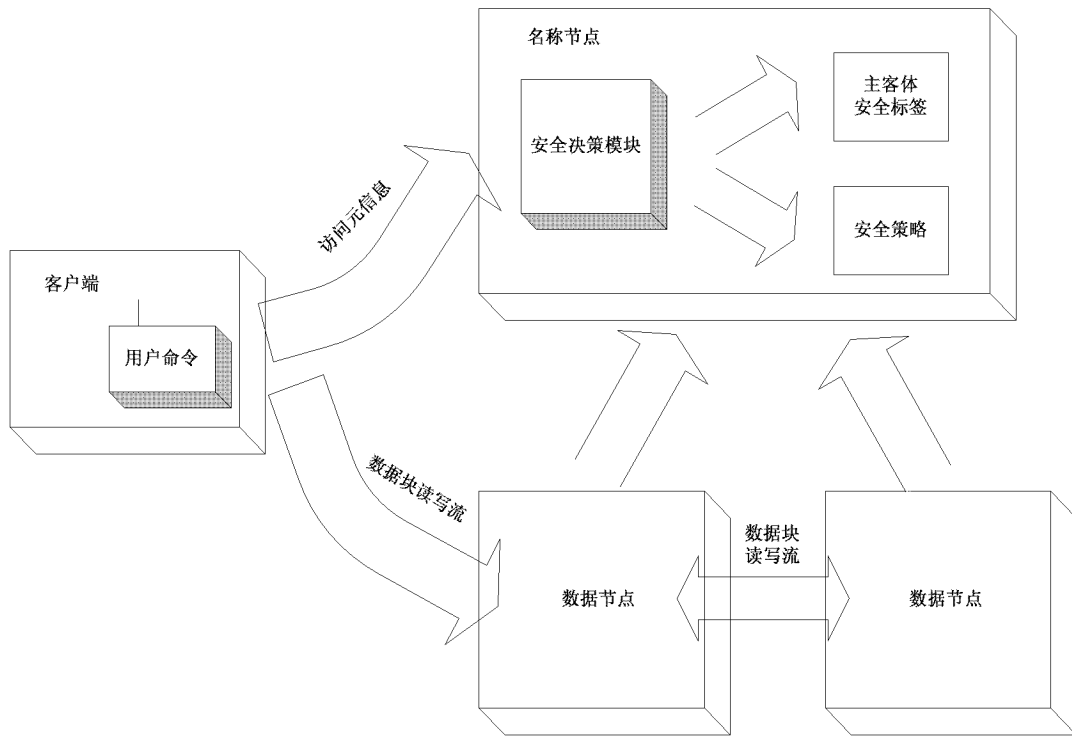 名称节点
主客体
安全标签
安全决策模块
安全策略
访问元信息
客户端
用户命令
数据块读写流
数据块
读写流
数据节点
数据节点